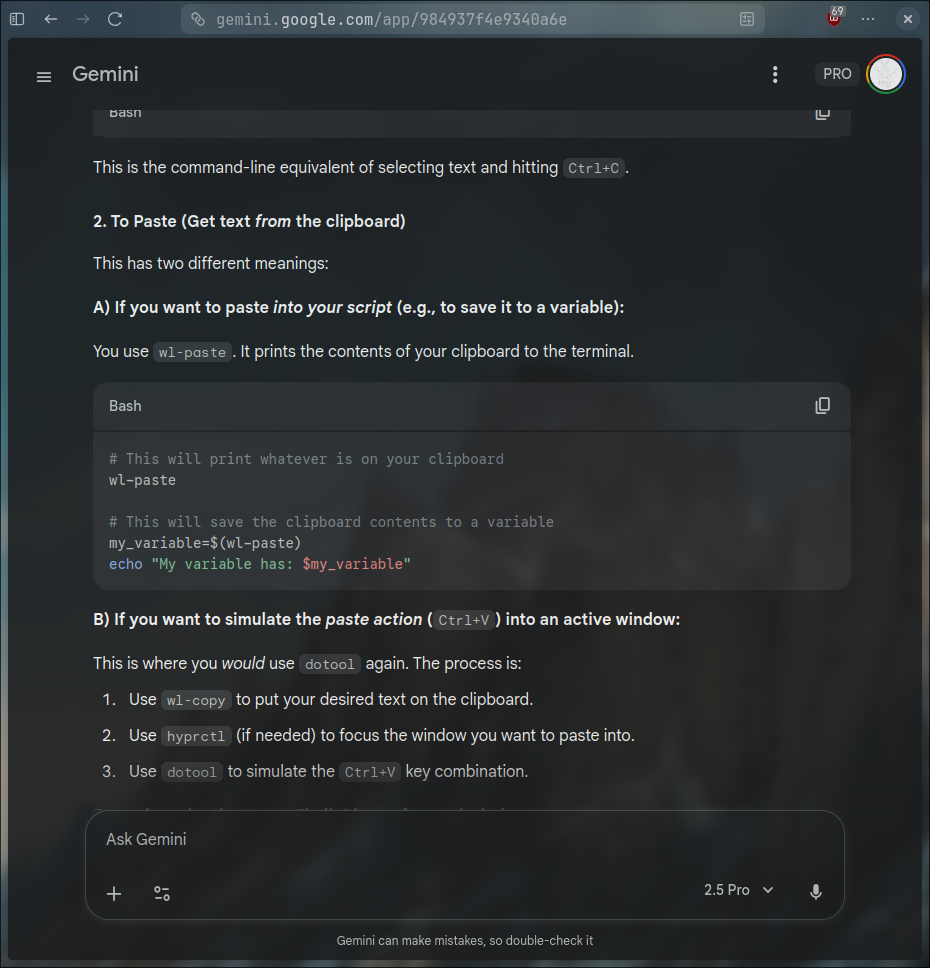 gemini.google.com/app/984937f4e9340a6e
69
Gemini
PRO
Bash
This is the command-line equivalent of selecting text and hitting Ctrl+C.
2. To Paste (Get text from the clipboard)
This has two different meanings:
A) If you want to paste into your script (e.g., to save it to a variable):
You use wl-paste. It prints the contents of your clipboard to the terminal.
Bash
# This will print whatever is on your clipboard
wl-paste
# This will save the clipboard contents to a variable
my_variable=$(wl-paste)
echo "My variable has: $my_variable"
B) If you want to simulate the paste action (Ctrl+V) into an active window:
This is where you would use dotool again. The process is:
1. Use wl-copy to put your desired text on the clipboard.
2. Use hyprctl (if needed) to focus the window you want to paste into.
3. Use dotool to simulate the Ctrl+V key combination.
Ask Gemini
2.5 Pro
Gemini can make mistakes, so double-check it